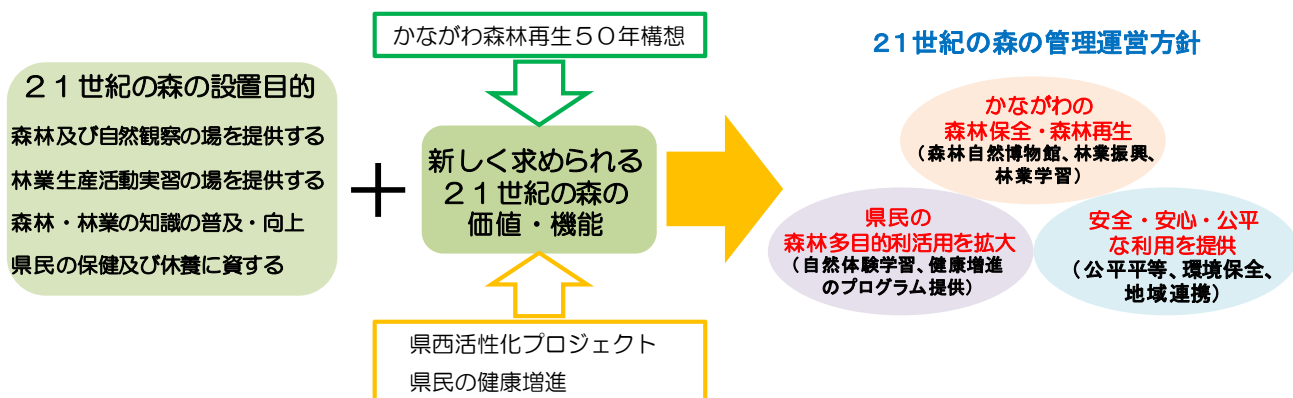 かながわ森林再生５０年構想
２１世紀の森の設置目的
森林及び自然観察の場を提供する
林業生産活動実習の場を提供する
森林・林業の知識の普及・向上
県民の保健及び休養に資する
＋
新しく求められる
２１世紀の森の
価値・機能
県西活性化プロジェクト
県民の健康増進
21世紀の森の管理運営方針
かながわの
森林保全・森林再生
（森林自然博物館、林業振興、
林業学習）
県民の
森林多目的利活用を拡大
（自然体験学習、健康増進
のプログラム提供）
安全・安心・公平
な利用を提供
（公平平等、環境保全、
地域連携）